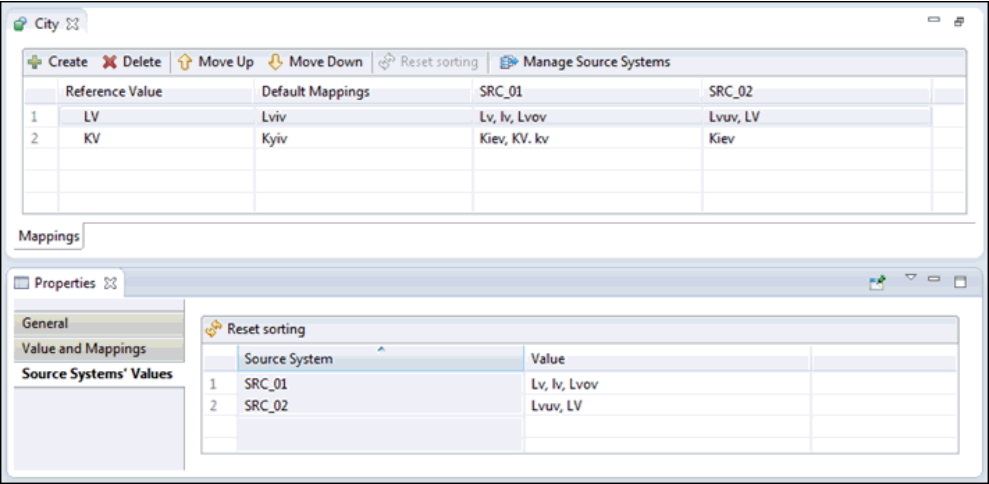 City
Create Delete Move Up Move Down Reset sorting Manage Source Systems
Reference Value Default Mappings SRC_01 SRC_02
1 LV Lviv Lv, lv, Lvov Lvuv, LV
2 KV Kyiv Kiev, KV. kv Kiev
Mappings
Properties
General
Reset sorting
Value and Mappings
Source System Value
Source Systems' Values
1 SRC_01 Lv, lv, Lvov
2 SRC_02 Lvuv, LV